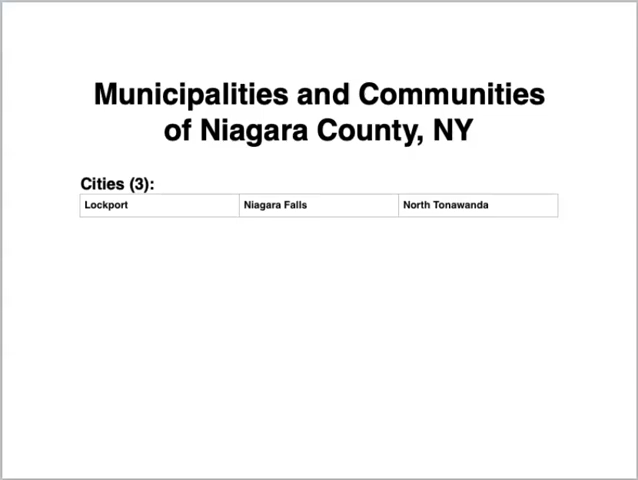 Municipalities and Communities
of Niagara County, NY
Cities (3):
Lockport Niagara Falls North Tonawanda